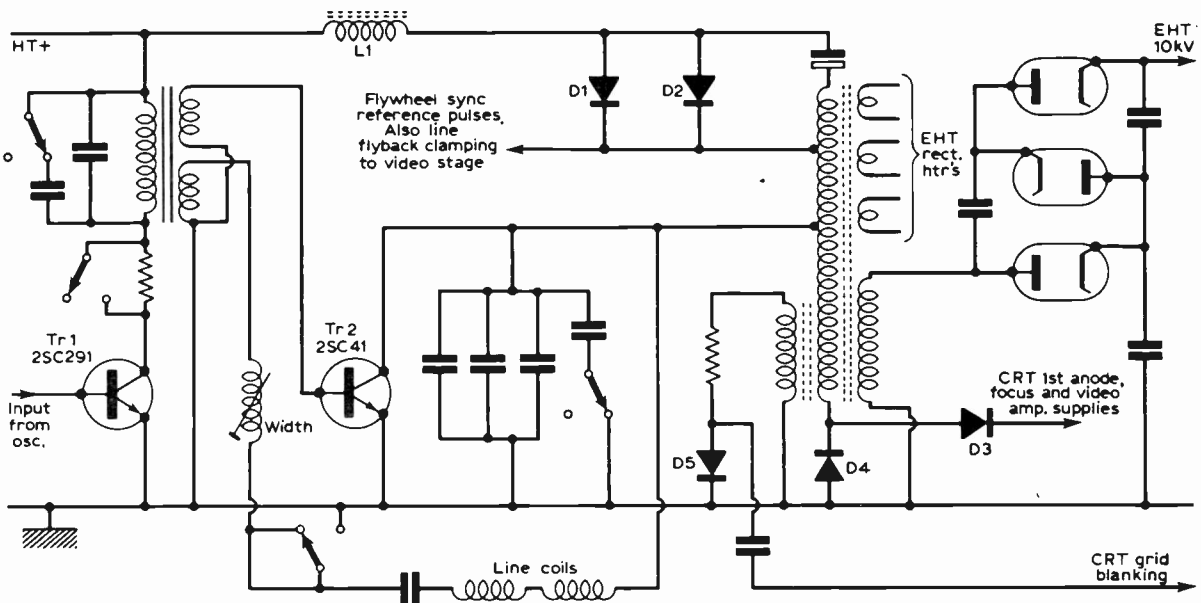 HT+
L1
EHT
10kV
D1
D2
Flywheel sync
reference pulses,
Also line
flyback clamping
to video stage
EHT
rect.
htr's
Tr1
2SC291
Tr2
2SC41
Input
from
osc.
Width
D5
D4
D3
CRT 1st anode,
focus and video
amp. supplies
Line coils
CRT grid
blanking